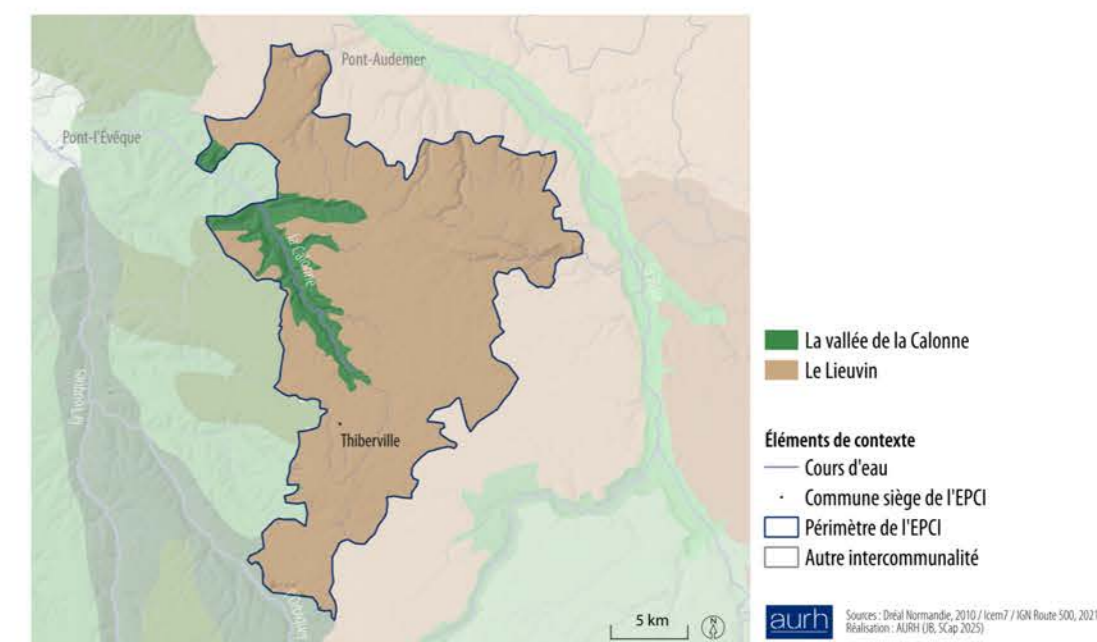 Pont-Audemer
Pont-l'Évêque
la Calonne
Thiberville
5 km
La vallée de la Calonne
Le Lieuvin
Éléments de contexte
Cours d'eau
Commune siège de l'EPCI
Périmètre de l'EPCI
Autre intercommunalité
aurh
Sources : Dréal Normandie, 2010 / Icem7 / IGN Route 500, 2021
Réalisation : AURH (JB, SCap 2025)